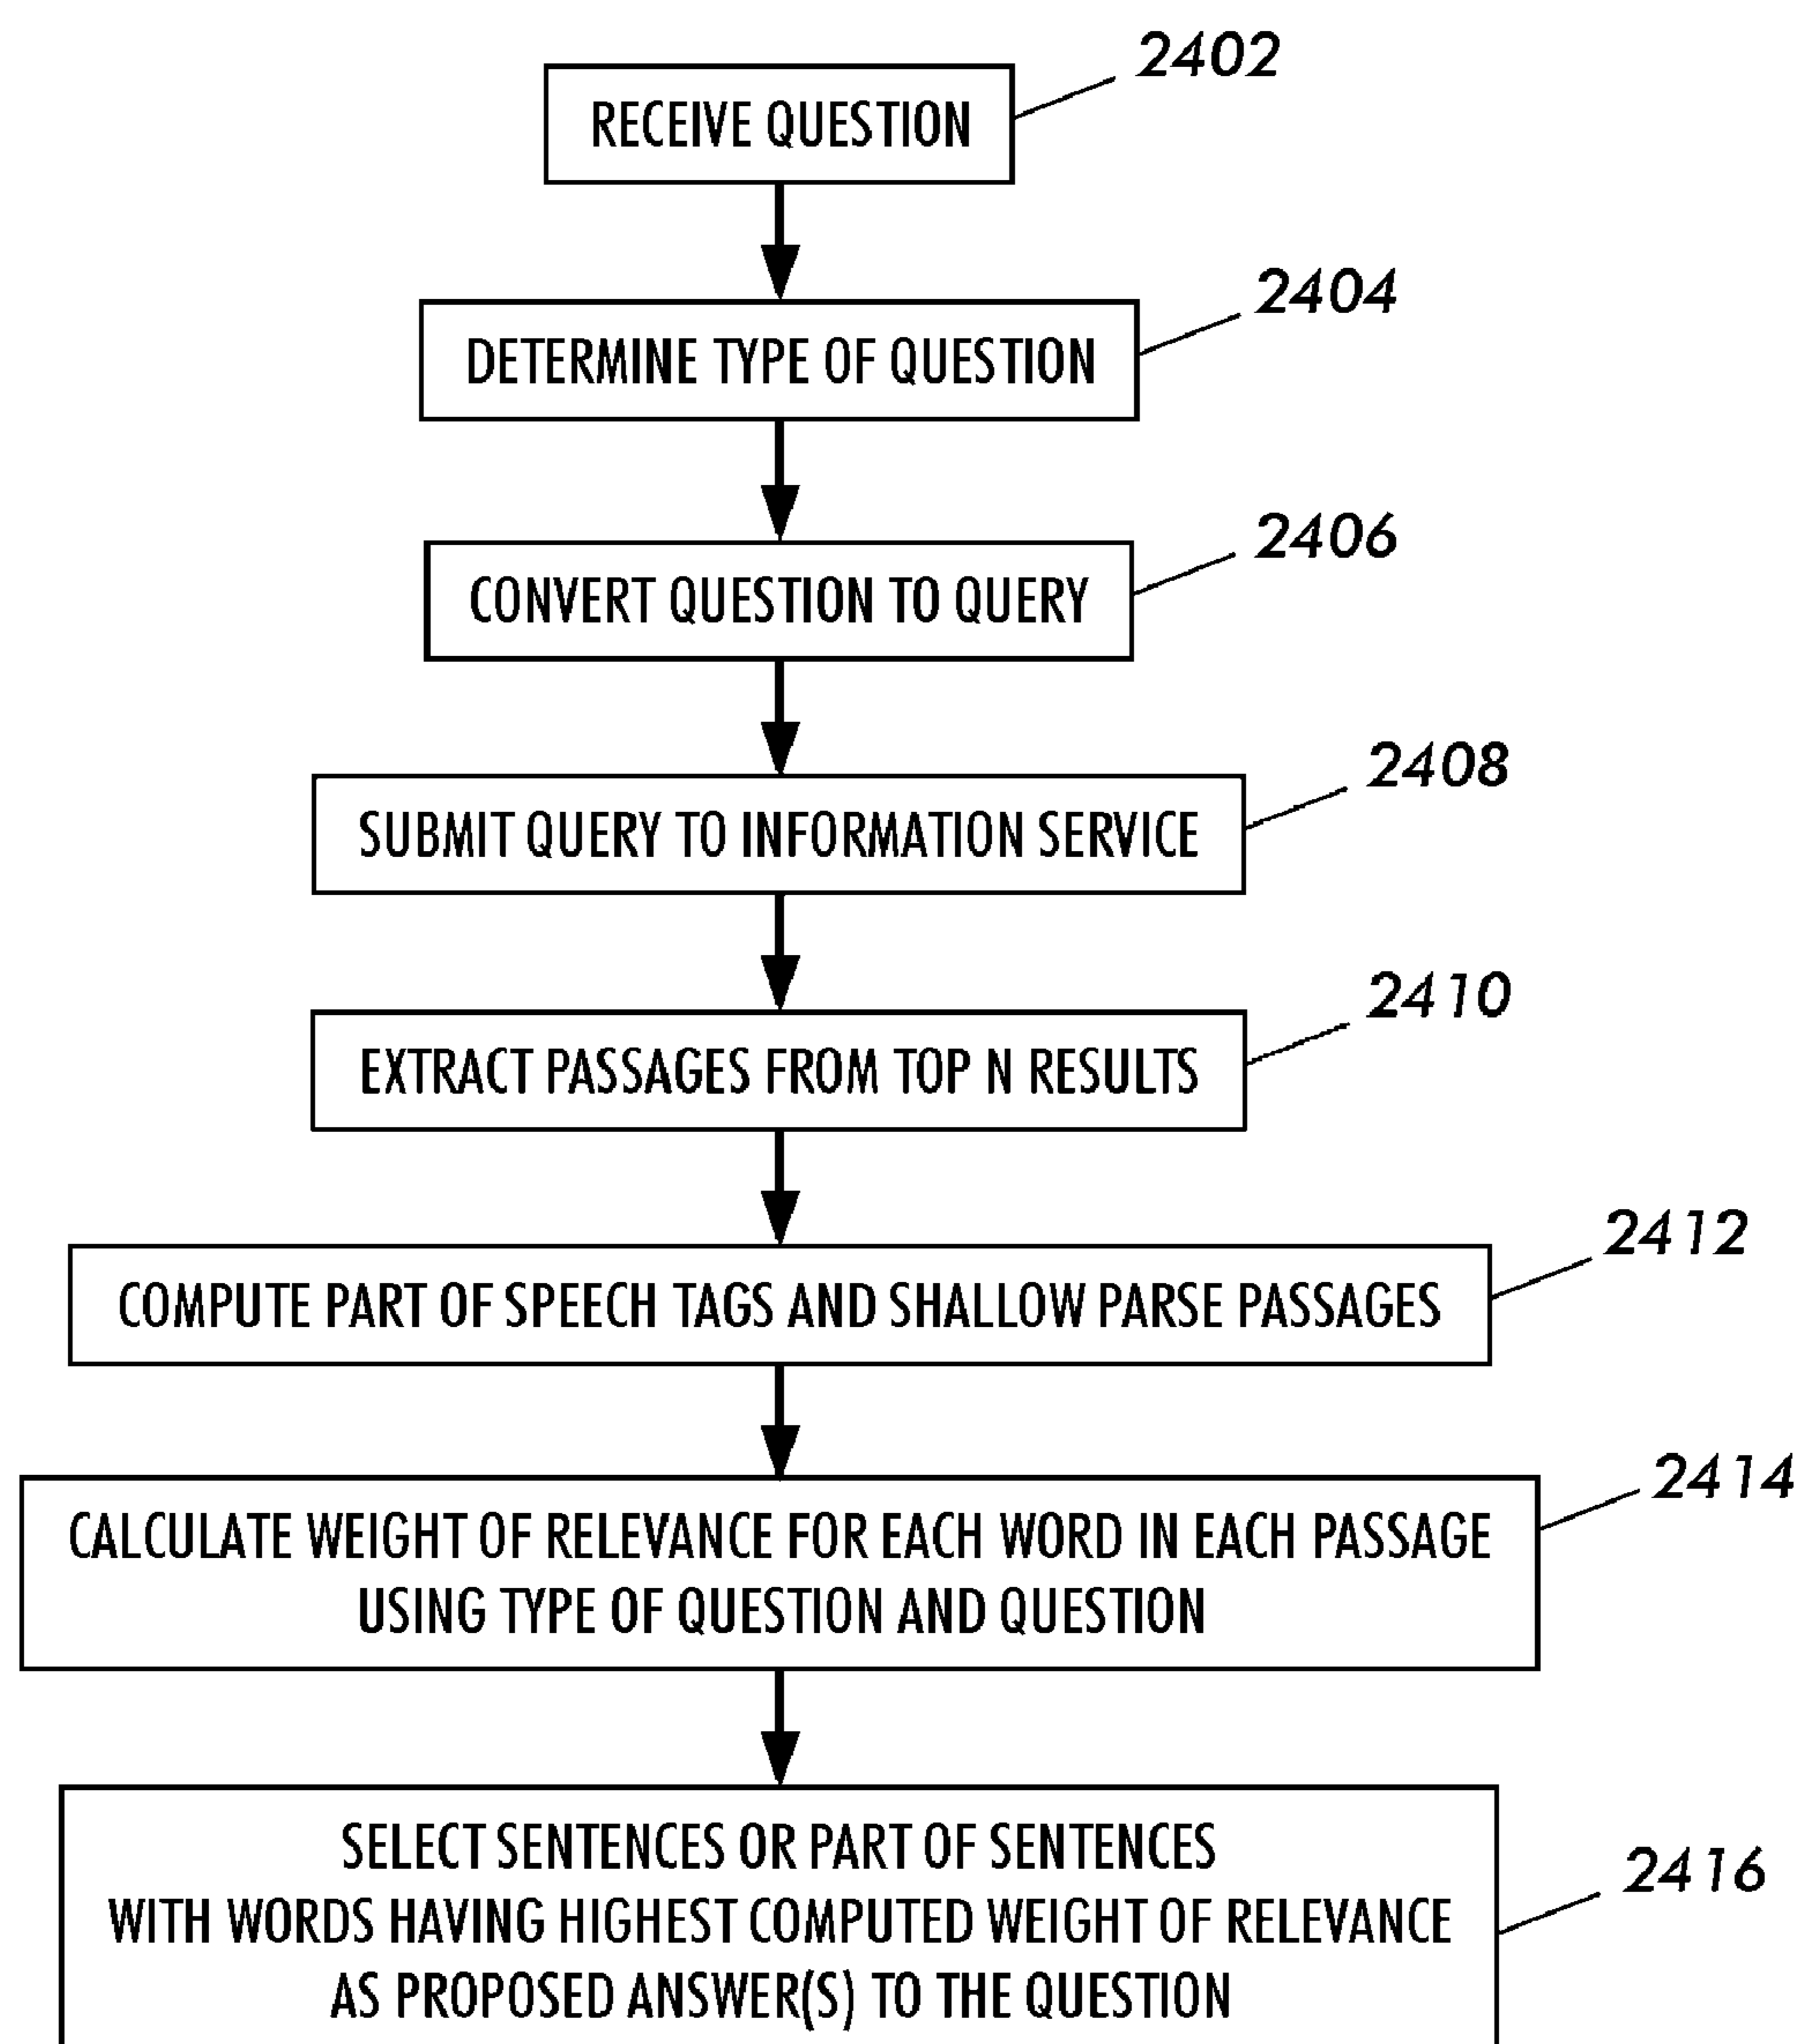 2402
RECEIVE QUESTION
2404
DETERMINE TYPE OF QUESTION
2406
CONVERT QUESTION TO QUERY
2408
SUBMIT QUERY TO INFORMATION SERVICE
2410
EXTRACT PASSAGES FROM TOP N RESULTS
2412
COMPUTE PART OF SPEECH TAGS AND SHALLOW PARSE PASSAGES
2414
CALCULATE WEIGHT OF RELEVANCE FOR EACH WORD IN EACH PASSAGE
USING TYPE OF QUESTION AND QUESTION
2416
SELECT SENTENCES OR PART OF SENTENCES
WITH WORDS HAVING HIGHEST COMPUTED WEIGHT OF RELEVANCE
AS PROPOSED ANSWER(S) TO THE QUESTION